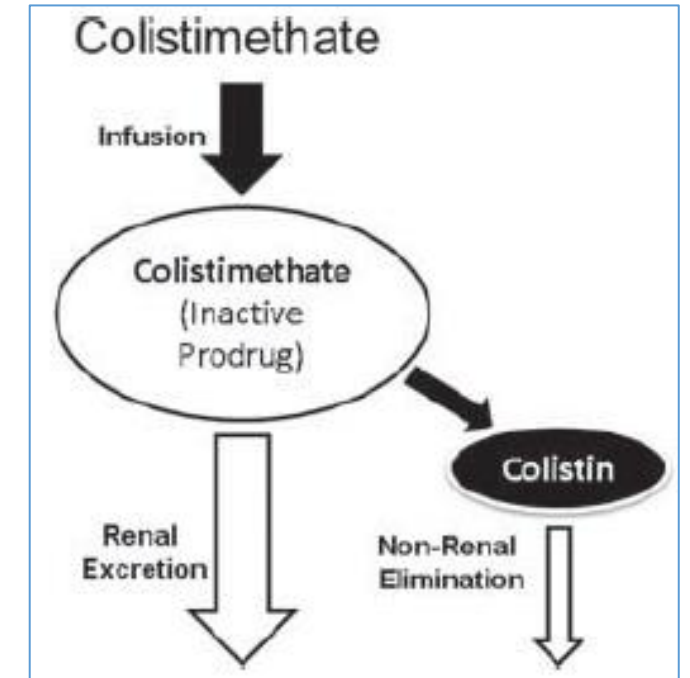 Colistimethate
Infusion
Colistimethate
(Inactive
Prodrug)
Colistin
Renal
Excretion
Non-Renal
Elimination